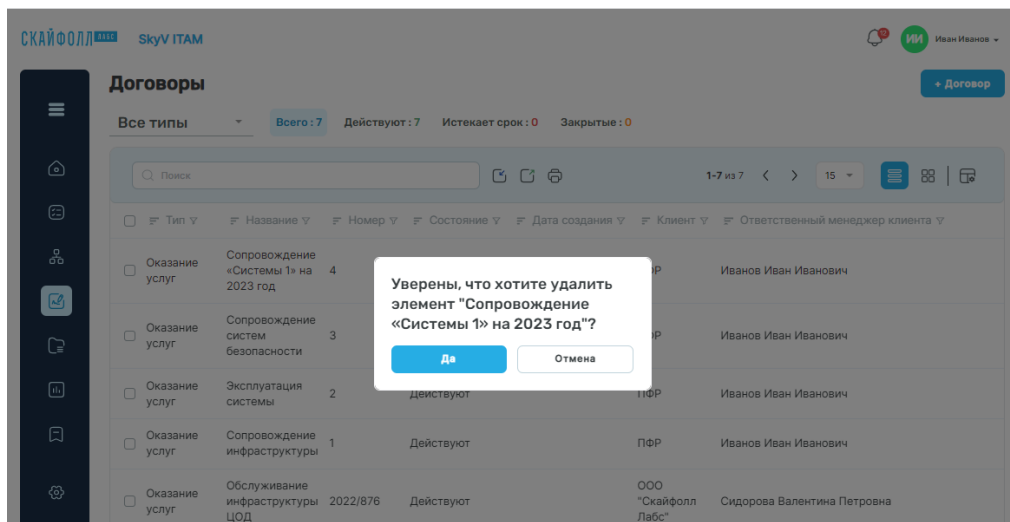 СКАЙФОЛЛ ЛАБС SkyV ITAM
ИИ Иван Иванов
Договоры
+ Договор
Все типы Всего : 7 Действуют : 7 Истекает срок : 0 Закрытые : 0
Поиск 1-7 из 7 15
Тип Название Номер Состояние Дата создания Клиент Ответственный менеджер клиента
Оказание услуг
Сопровождение
«Системы 1» на
2023 год
4
Иванов Иван Иванович
Уверены, что хотите удалить
элемент "Сопровождение
«Системы 1» на 2023 год"?
Да Отмена
Оказание услуг
Сопровождение
систем
безопасности
3
Иванов Иван Иванович
Оказание услуг
Эксплуатация
системы
2 Действуют ПФР Иванов Иван Иванович
Оказание услуг
Сопровождение
инфраструктуры
1 Действуют ПФР Иванов Иван Иванович
Оказание услуг
Обслуживание
инфраструктуры
ЦОД
2022/876 Действуют
ООО
"Скайфолл
Лабс"
Сидорова Валентина Петровна